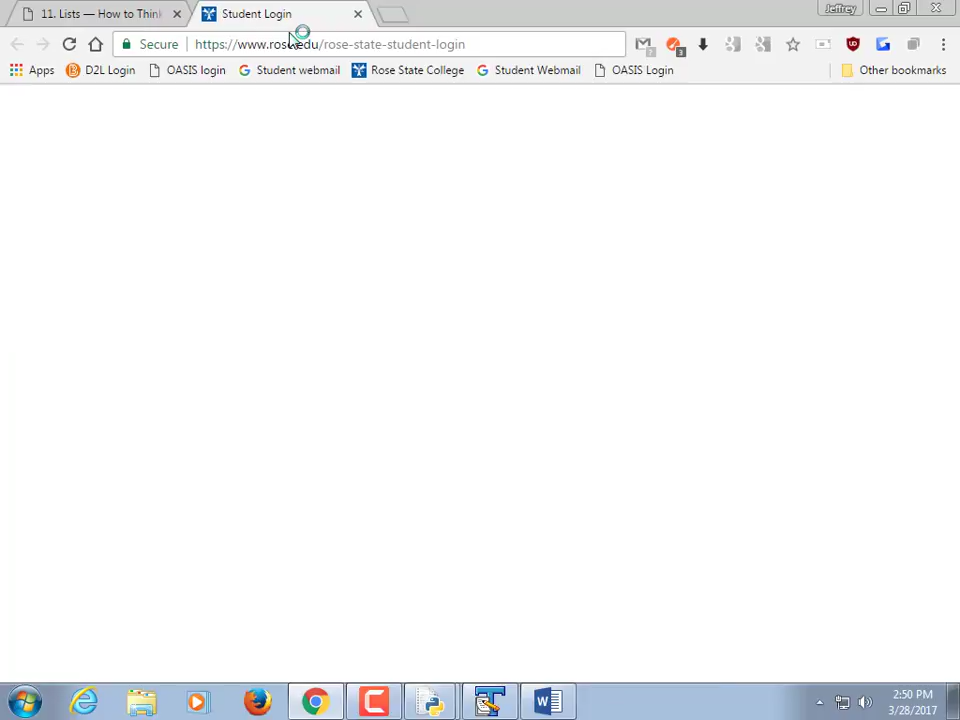 11. Lists — How to Think
Student Login
Jeffrey
Secure
https://www.rose.edu/rose-state-student-login
Apps
D2L Login
OASIS login
Student webmail
Rose State College
Student Webmail
OASIS Login
Other bookmarks
2:50 PM
3/28/2017